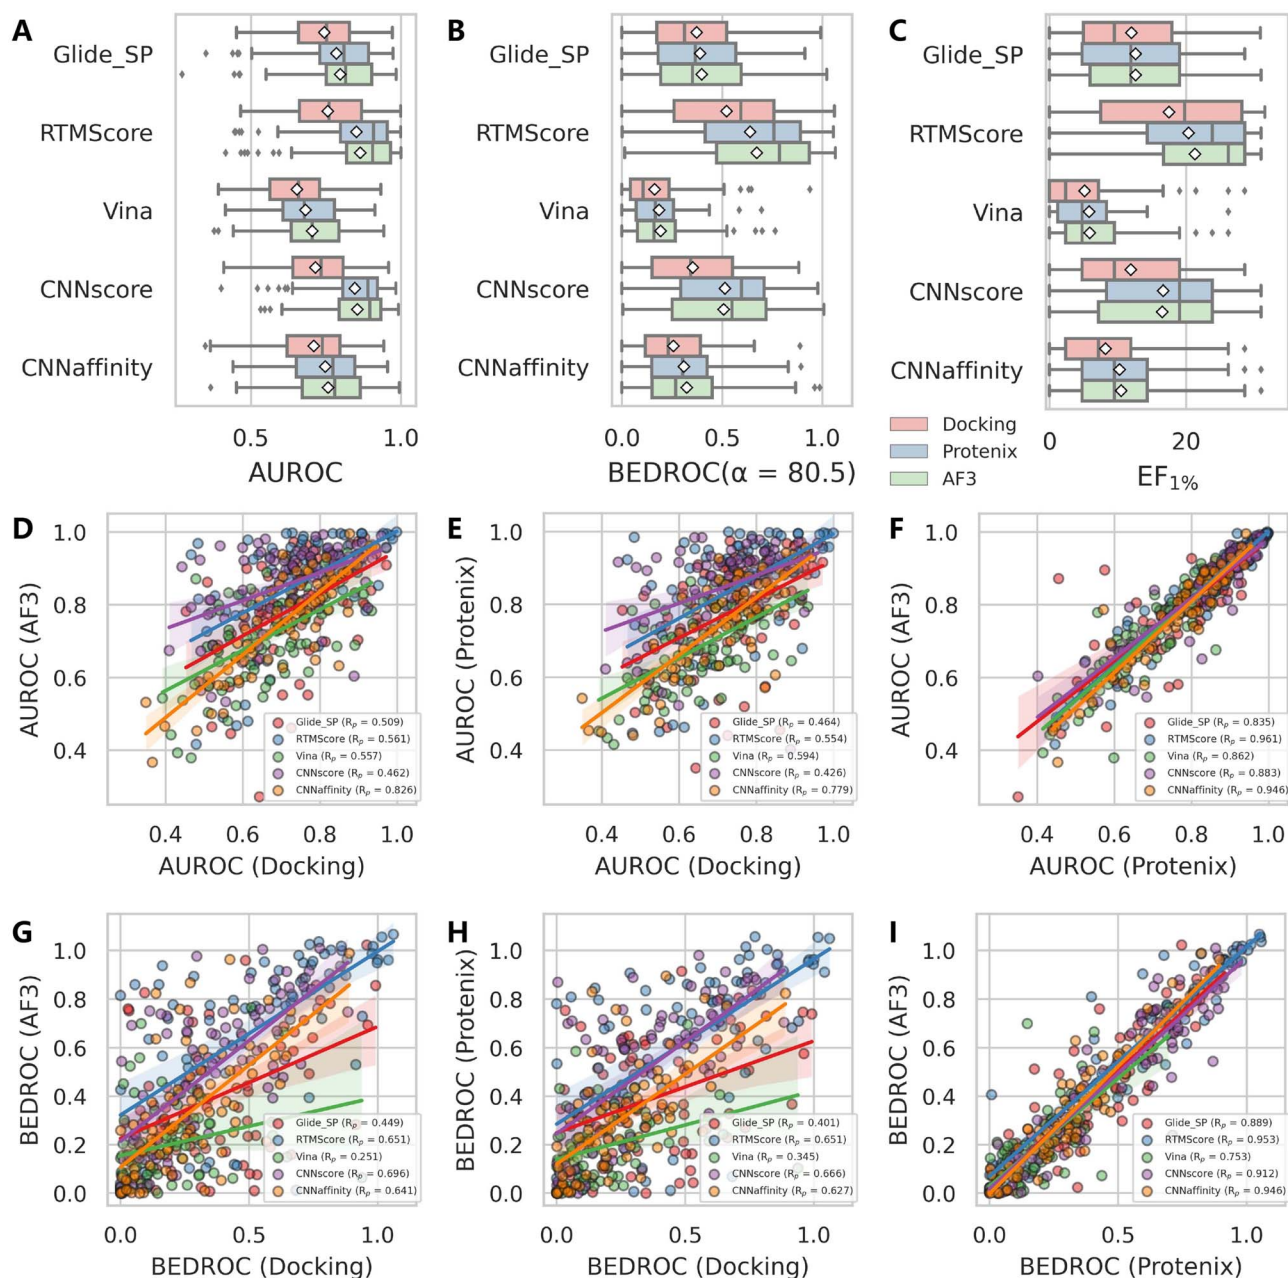 A
Glide_SP
RTMScore
Vina
CNNscore
CNNaffinity
0.5 1.0
AUROC
B
Glide_SP
RTMScore
Vina
CNNscore
CNNaffinity
0.0 0.5 1.0
BEDROC(α = 80.5)
C
Glide_SP
RTMScore
Vina
CNNscore
CNNaffinity
0 20
EF1%
Docking
Protenix
AF3
D
AUROC (AF3)
1.0
0.8
0.6
0.4
Glide_SP (Rp = 0.509)
RTMScore (Rp = 0.561)
Vina (Rp = 0.557)
CNNscore (Rp = 0.462)
CNNaffinity (Rp = 0.826)
0.4 0.6 0.8 1.0
AUROC (Docking)
E
AUROC (Protenix)
1.0
0.8
0.6
0.4
Glide_SP (Rp = 0.464)
RTMScore (Rp = 0.554)
Vina (Rp = 0.594)
CNNscore (Rp = 0.426)
CNNaffinity (Rp = 0.779)
0.4 0.6 0.8 1.0
AUROC (Docking)
F
AUROC (AF3)
1.0
0.8
0.6
0.4
Glide_SP (Rp = 0.835)
RTMScore (Rp = 0.961)
Vina (Rp = 0.862)
CNNscore (Rp = 0.883)
CNNaffinity (Rp = 0.946)
0.4 0.6 0.8 1.0
AUROC (Protenix)
G
BEDROC (AF3)
1.0
0.8
0.6
0.4
0.2
0.0
Glide_SP (Rp = 0.449)
RTMScore (Rp = 0.651)
Vina (Rp = 0.251)
CNNscore (Rp = 0.696)
CNNaffinity (Rp = 0.641)
0.0 0.5 1.0
BEDROC (Docking)
H
BEDROC (Protenix)
1.0
0.8
0.6
0.4
0.2
0.0
Glide_SP (Rp = 0.401)
RTMScore (Rp = 0.651)
Vina (Rp = 0.345)
CNNscore (Rp = 0.666)
CNNaffinity (Rp = 0.627)
0.0 0.5 1.0
BEDROC (Docking)
I
BEDROC (AF3)
1.0
0.8
0.6
0.4
0.2
0.0
Glide_SP (Rp = 0.889)
RTMScore (Rp = 0.953)
Vina (Rp = 0.753)
CNNscore (Rp = 0.912)
CNNaffinity (Rp = 0.946)
0.0 0.5 1.0
BEDROC (Protenix)